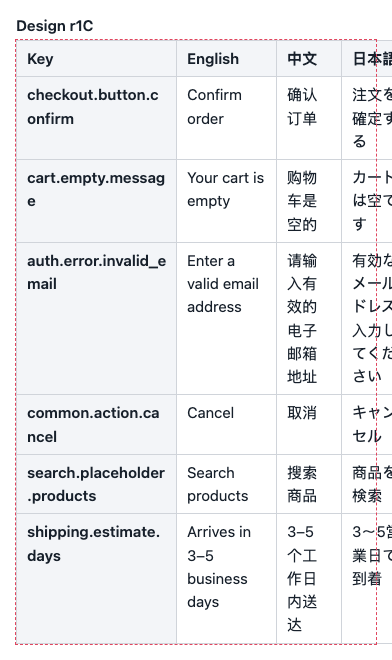 Design r1C
Key English 中文 日本語
checkout.button.c Confirm 确认 注文を
onfirm order 订单 確定す
る
cart.empty.messag Your cart is 购物 カート
e empty 车是 は空で
空的 す
auth.error.invalid_e Enter a 请输 有効な
mail valid email 入有 メール
address 效的 ドレス
电子 入力し
邮箱 てくだ
地址 さい
common.action.ca Cancel 取消 キャン
ncel セル
search.placeholder Search 搜索 商品を
.products products 商品 検索
shipping.estimate. Arrives in 3–5 3〜5営
days 3–5 个工 業日で
business 作日 到着
days 内送
达